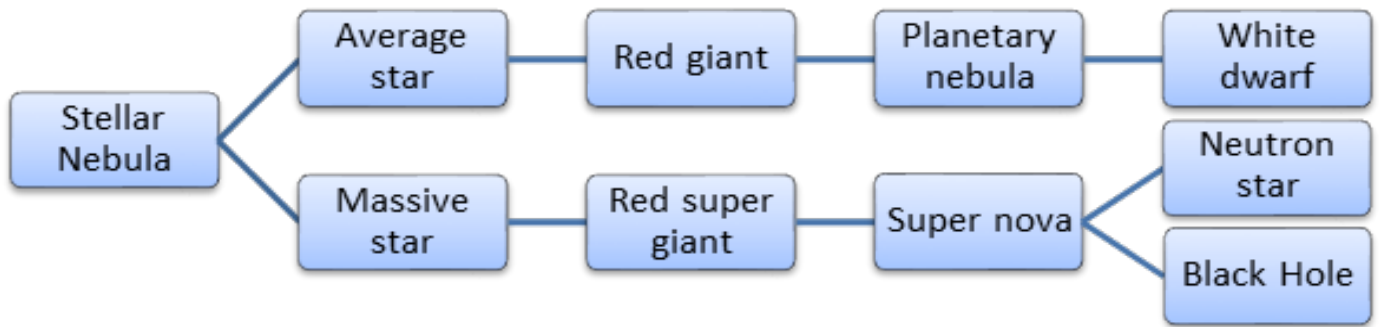 Stellar
Nebula
Average
star
Red giant
Planetary
nebula
White
dwarf
Massive
star
Red super
giant
Super nova
Neutron
star
Black Hole